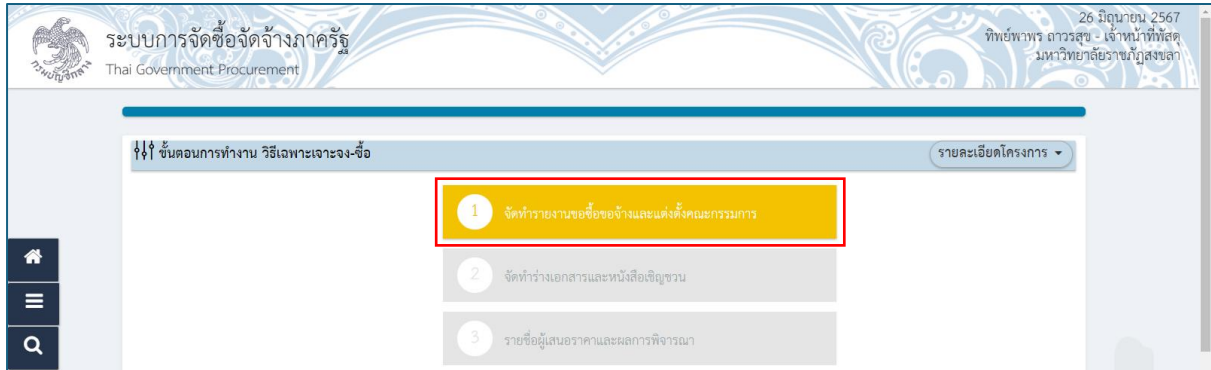 26 มิถุนายน 2567
ทิพย์พาพร ถาวรสุข - เจ้าหน้าที่พัสดุ
มหาวิทยาลัยราชภัฏสงขลา
ระบบการจัดซื้อจัดจ้างภาครัฐ
Thai Government Procurement
กรมบัญชีกลาง
ขั้นตอนการทำงาน วิธีเฉพาะเจาะจง-ซื้อ
รายละเอียดโครงการ
1 จัดทำรายงานขอซื้อขอจ้างและแต่งตั้งคณะกรรมการ
2 จัดทำร่างเอกสารและหนังสือเชิญชวน
3 รายชื่อผู้เสนอราคาและผลการพิจารณา